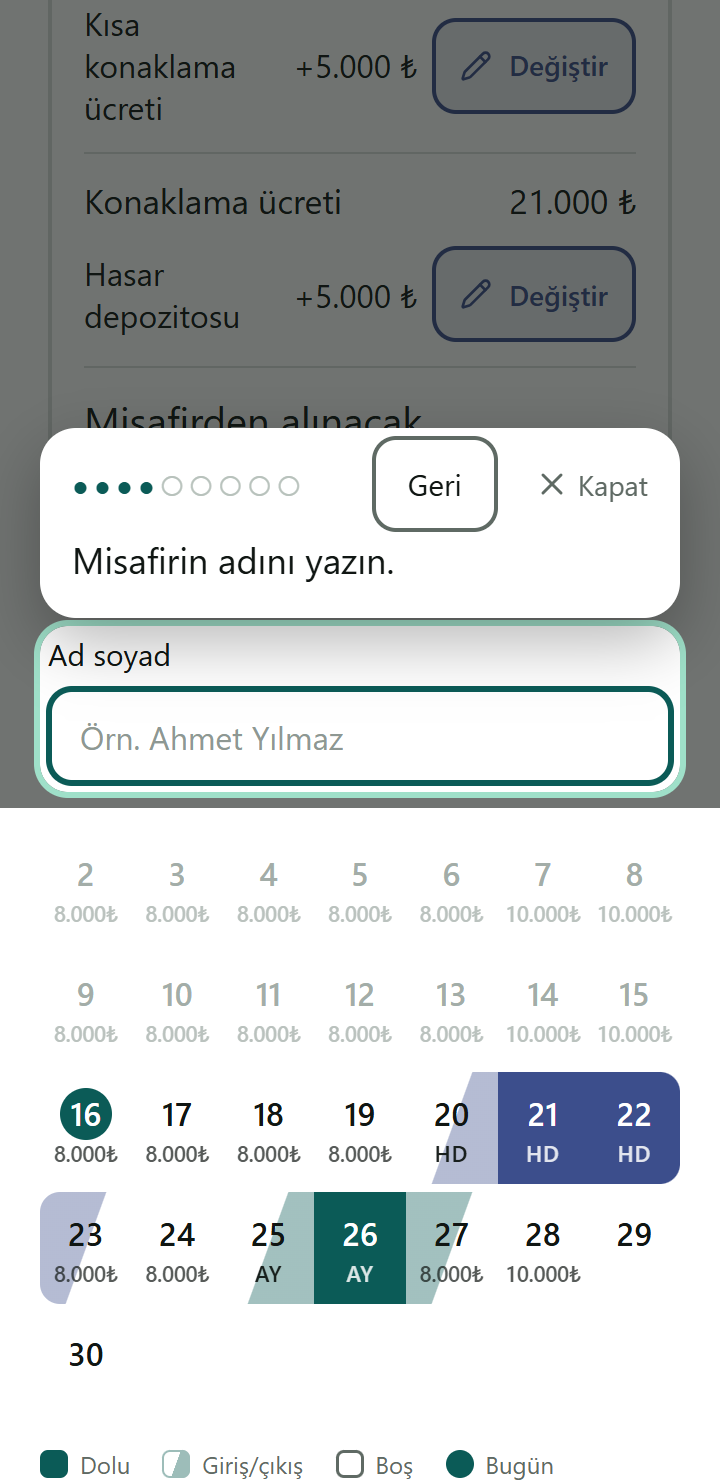 Kısa
konaklama
ücreti
+5.000 ₺
Değiştir
Konaklama ücreti
21.000 ₺
Hasar
depozitosu
+5.000 ₺
Değiştir
Misafirden alınacak
Geri
Kapat
Misafirin adını yazın.
Ad soyad
Örn. Ahmet Yılmaz
2 3 4 5 6 7 8
8.000₺ 8.000₺ 8.000₺ 8.000₺ 8.000₺ 10.000₺ 10.000₺
9 10 11 12 13 14 15
8.000₺ 8.000₺ 8.000₺ 8.000₺ 8.000₺ 10.000₺ 10.000₺
16 17 18 19 20 21 22
8.000₺ 8.000₺ 8.000₺ 8.000₺ HD HD HD
23 24 25 26 27 28 29
8.000₺ 8.000₺ AY AY 8.000₺ 10.000₺
30
Dolu Giriş/çıkış Boş Bugün